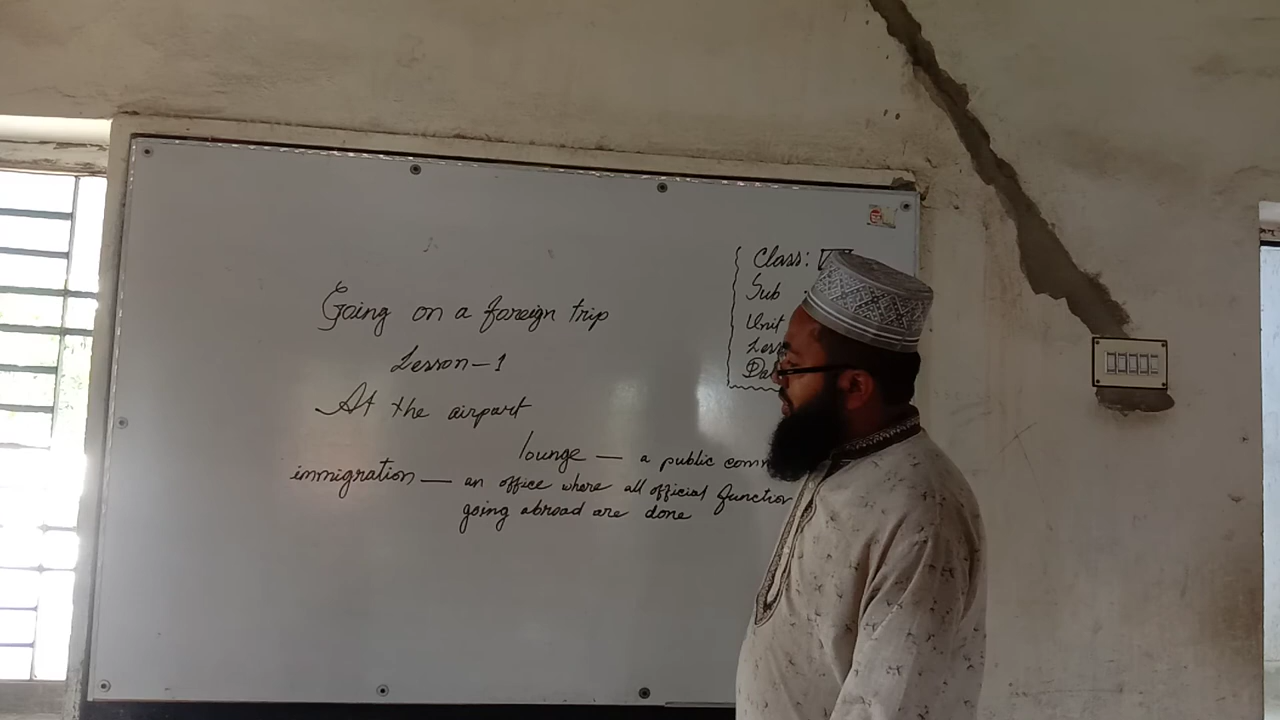 Going on a foreign trip
Lesson-1
At the airpart
lounge — a public
immigration — an office where all official function
going abroad are done
Class:
Sub
Unit